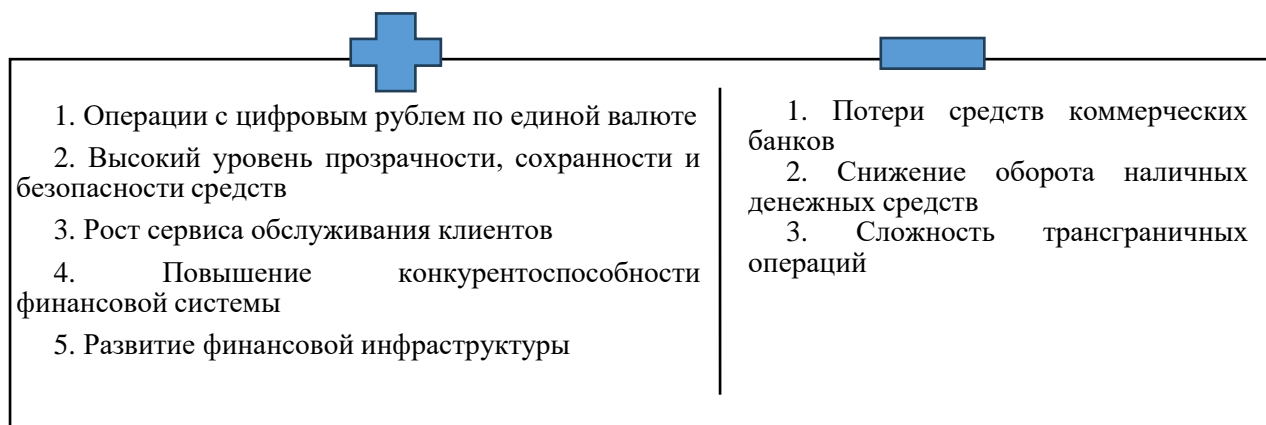 1. Операции с цифровым рублем по единой валюте
2. Высокий уровень прозрачности, сохранности и
безопасности средств
3. Рост сервиса обслуживания клиентов
4. Повышение конкурентоспособности
финансовой системы
5. Развитие финансовой инфраструктуры
1. Потери средств коммерческих
банков
2. Снижение оборота наличных
денежных средств
3. Сложность трансграничных
операций